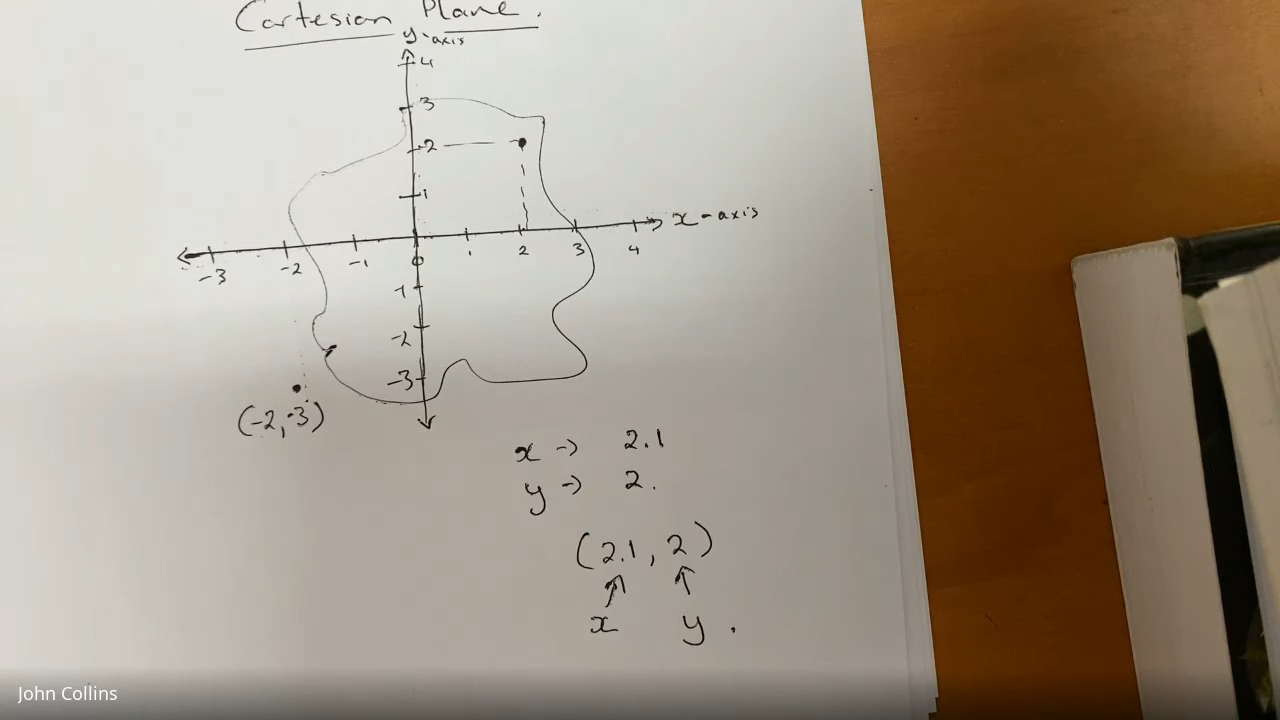 Cartesian Plane.
y-axis
4
3
2
1
x-axis
-3 -2 -1 0 1 2 3 4
-1
-2
-3
(-2,-3)
x -> 2.1
y -> 2.
(2.1, 2)
x y.
John Collins